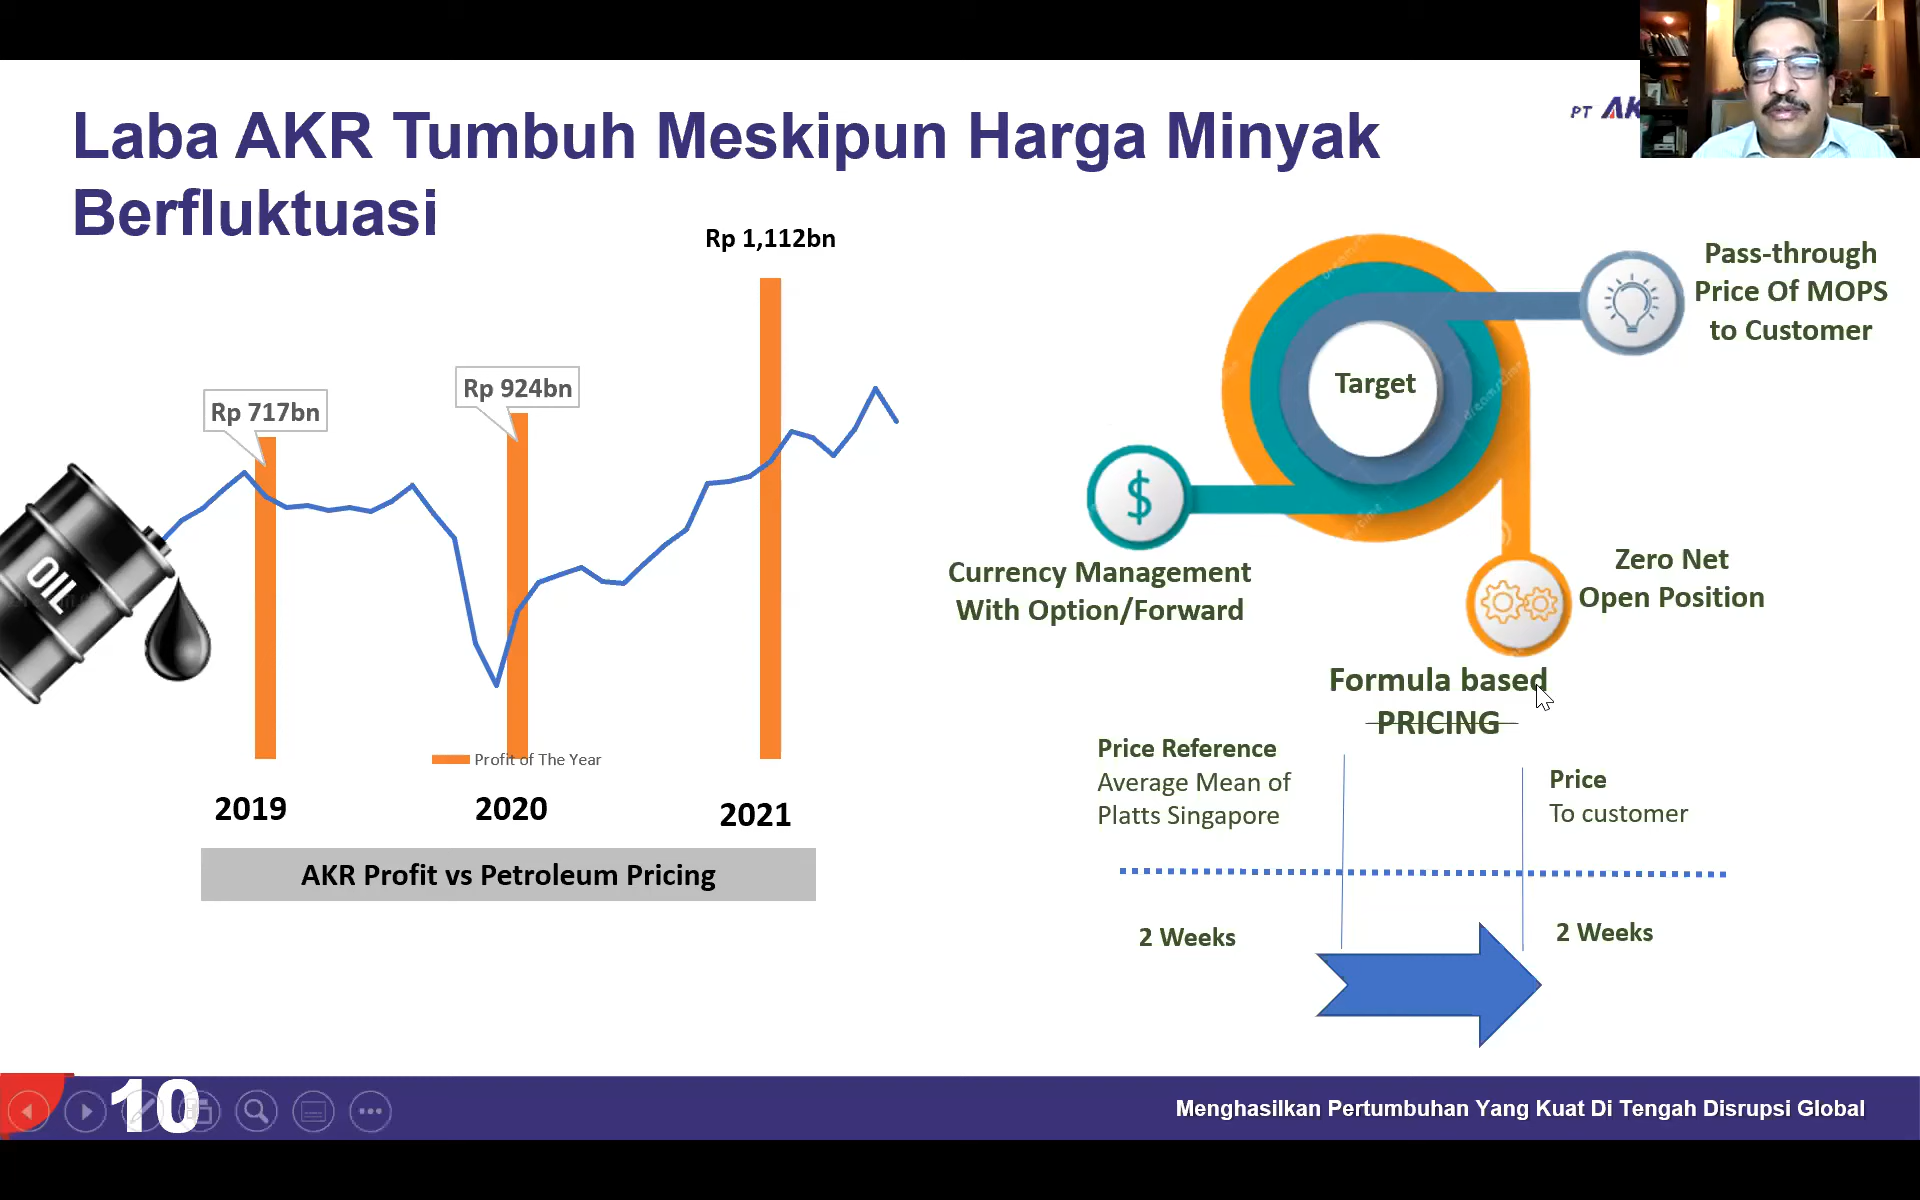 Laba AKR Tumbuh Meskipun Harga Minyak
Berfluktuasi
PT AK
Rp 1,112bn
Rp 924bn
Rp 717bn
OIL
Profit of The Year
2019
2020
2021
AKR Profit vs Petroleum Pricing
Pass-through
Price Of MOPS
to Customer
Target
$
Currency Management
With Option/Forward
Zero Net
Open Position
Formula based
PRICING
Price Reference
Average Mean of
Platts Singapore
Price
To customer
2 Weeks
2 Weeks
10
Menghasilkan Pertumbuhan Yang Kuat Di Tengah Disrupsi Global